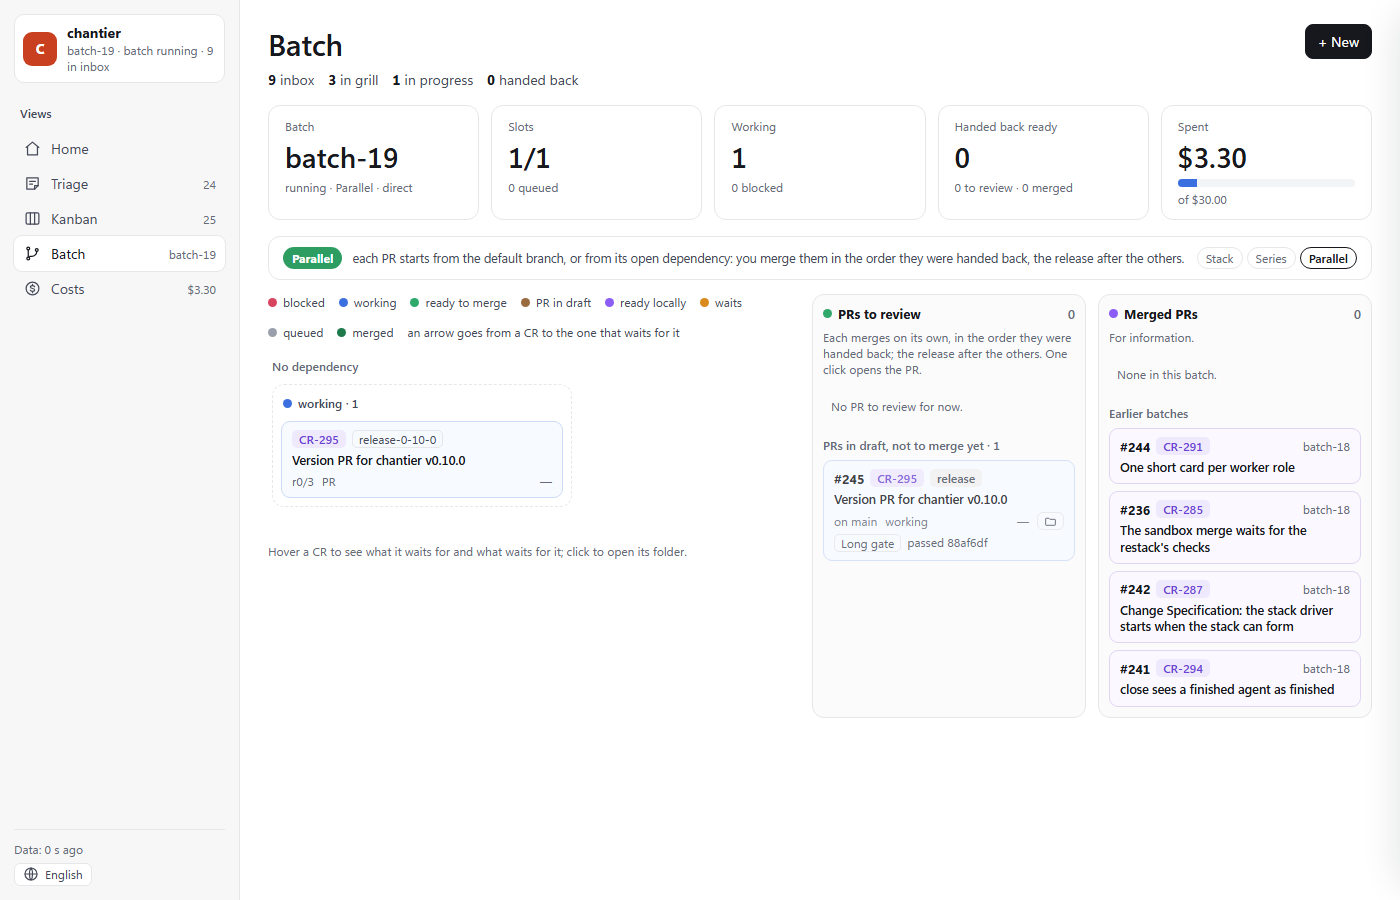 C
chantier
batch-19 · batch running · 9
in inbox
Views
Home
Triage 24
Kanban 25
Batch batch-19
Costs $3.30
Data: 0 s ago
English
Batch
+ New
9 inbox 3 in grill 1 in progress 0 handed back
Batch
batch-19
running · Parallel · direct
Slots
1/1
0 queued
Working
1
0 blocked
Handed back ready
0
0 to review · 0 merged
Spent
$3.30
of $30.00
Parallel each PR starts from the default branch, or from its open dependency: you merge them in the order they were handed back, the release after the others. Stack Series Parallel
blocked working ready to merge PR in draft ready locally waits
queued merged an arrow goes from a CR to the one that waits for it
No dependency
working · 1
CR-295 release-0-10-0
Version PR for chantier v0.10.0
r0/3 PR —
Hover a CR to see what it waits for and what waits for it; click to open its folder.
PRs to review 0
Each merges on its own, in the order they were
handed back; the release after the others. One
click opens the PR.
No PR to review for now.
PRs in draft, not to merge yet · 1
#245 CR-295 release
Version PR for chantier v0.10.0
on main working —
Long gate passed 88af6df
Merged PRs 0
For information.
None in this batch.
Earlier batches
#244 CR-291 batch-18
One short card per worker role
#236 CR-285 batch-18
The sandbox merge waits for the
restack's checks
#242 CR-287 batch-18
Change Specification: the stack driver
starts when the stack can form
#241 CR-294 batch-18
close sees a finished agent as finished